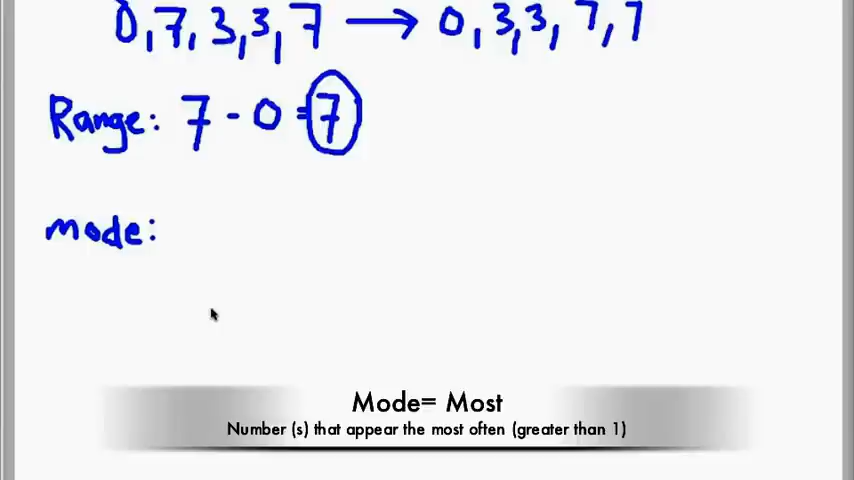 0, 7, 3, 3, 7 → 0, 3, 3, 7, 7
Range: 7 - 0 = 7
mode:
Mode= Most
Number (s) that appear the most often (greater than 1)